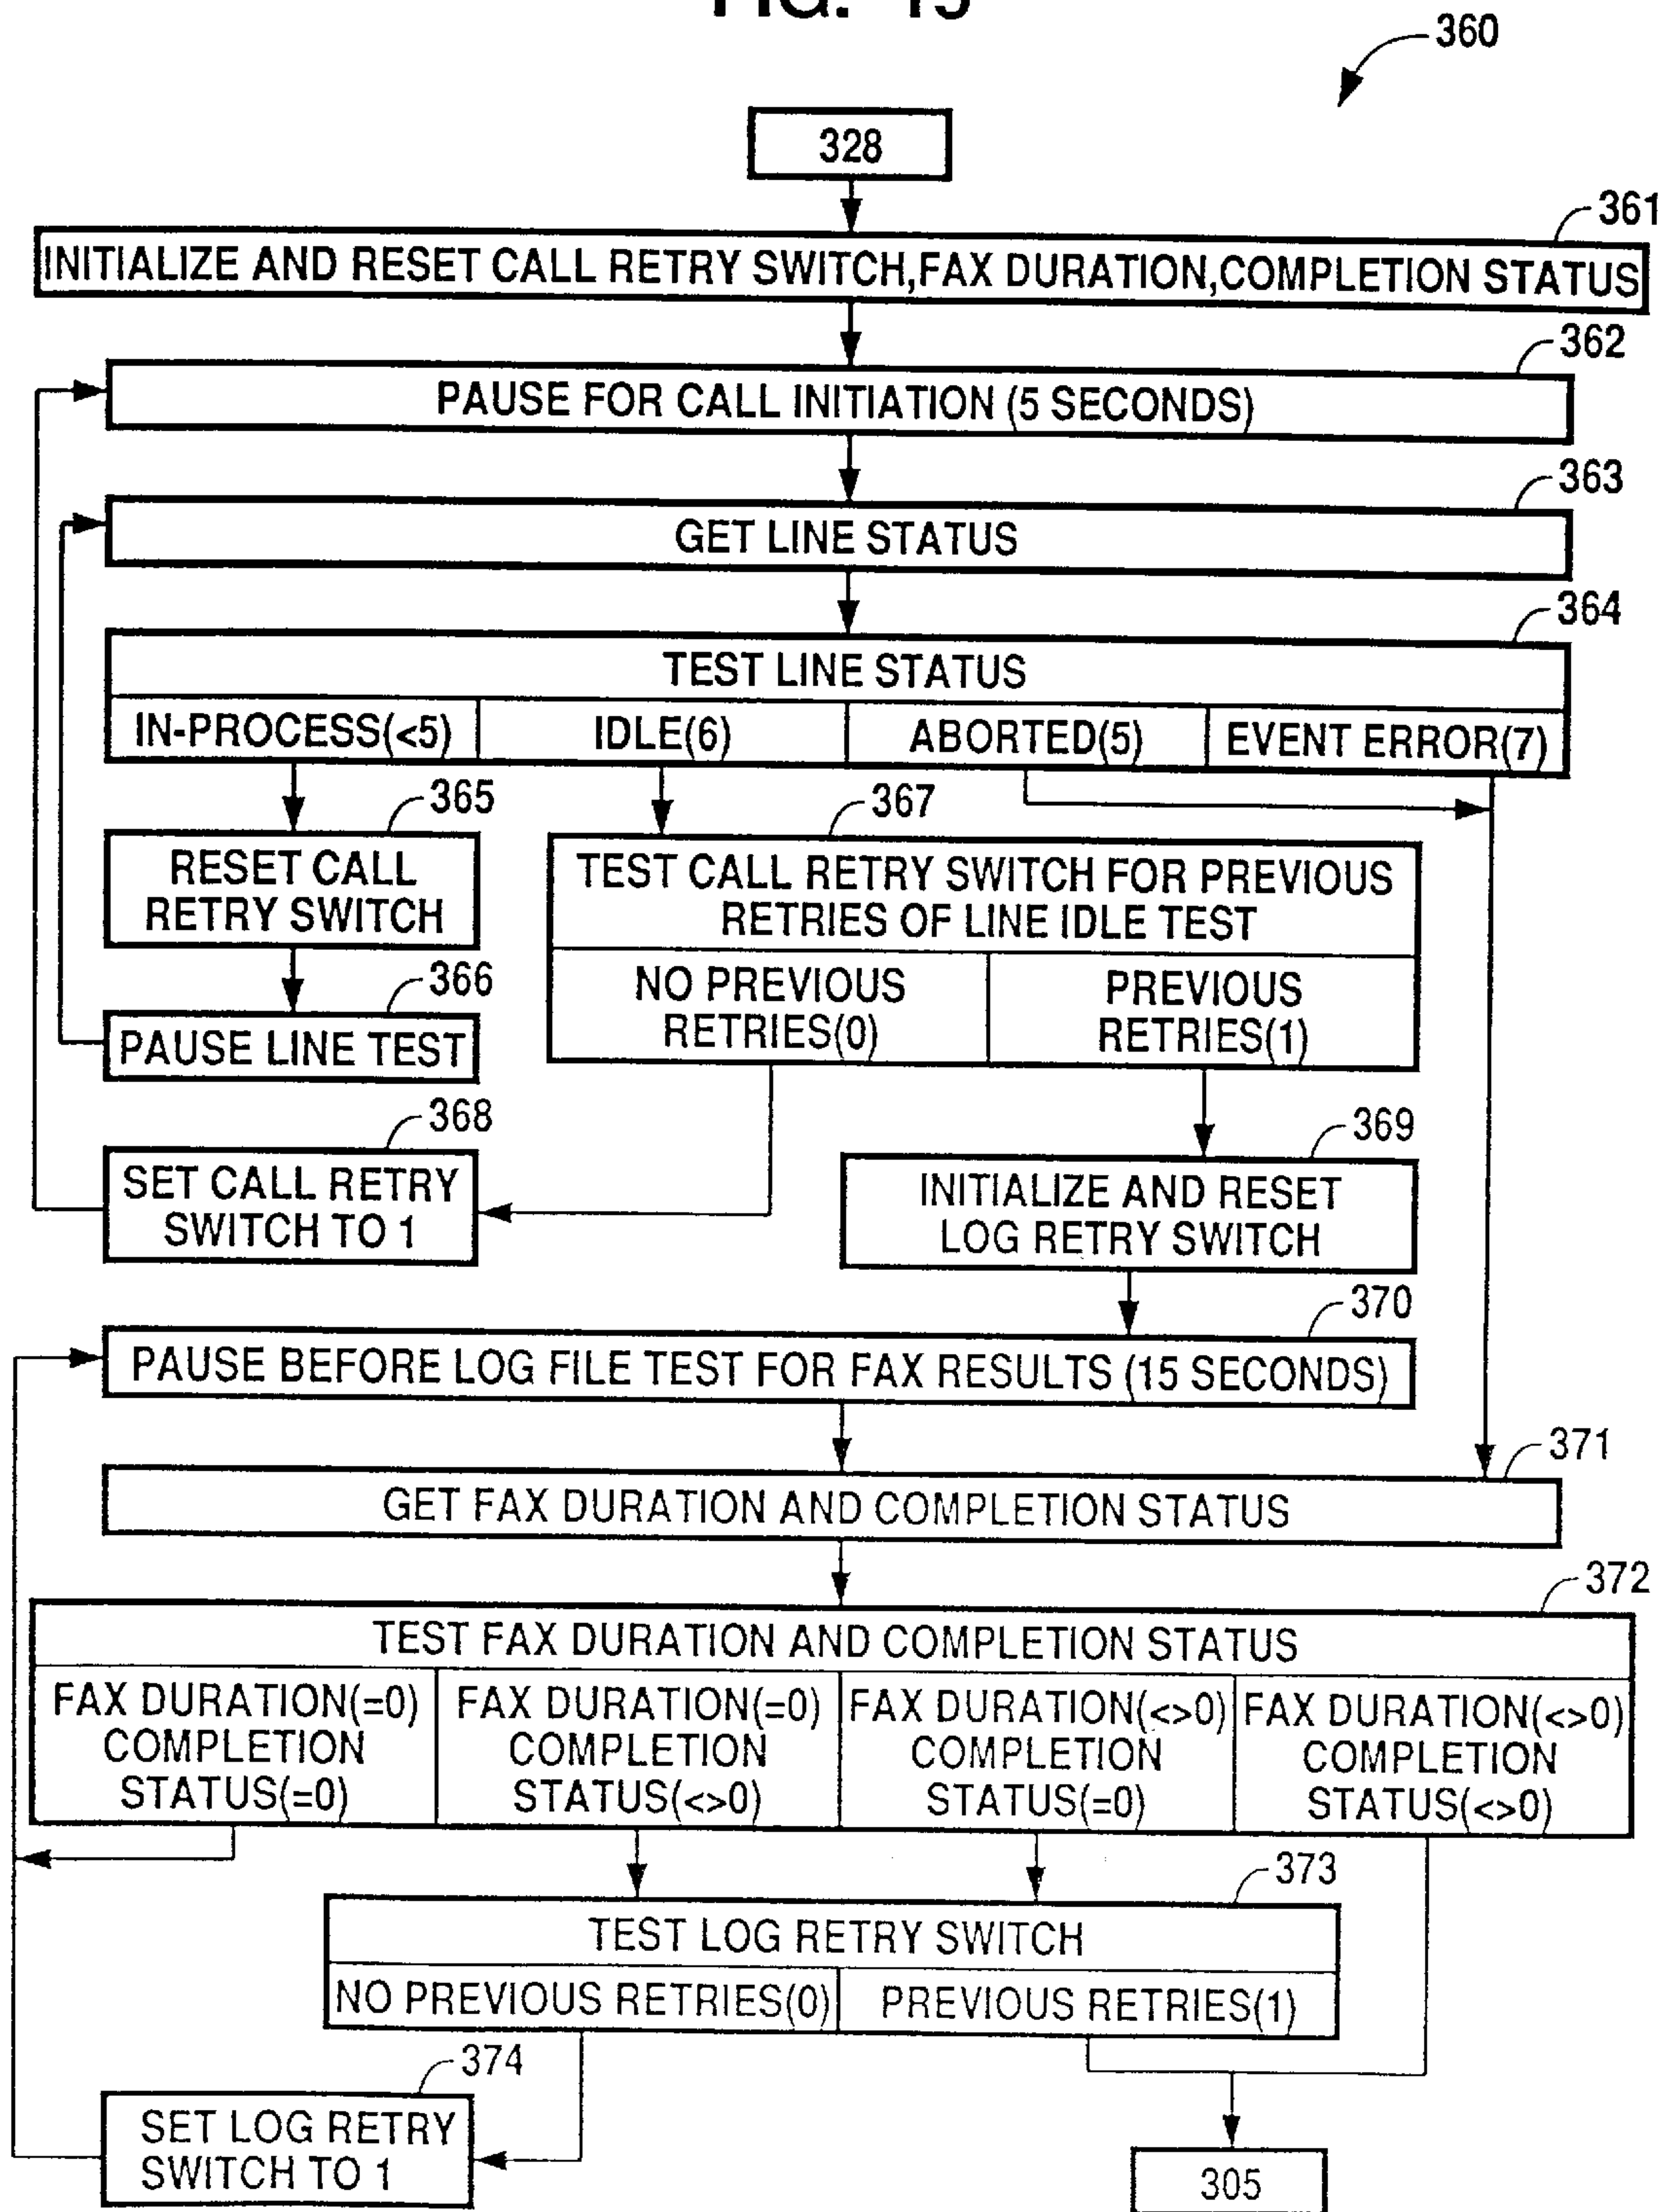 360
328
361
INITIALIZE AND RESET CALL RETRY SWITCH,FAX DURATION,COMPLETION STATUS
362
PAUSE FOR CALL INITIATION (5 SECONDS)
363
GET LINE STATUS
364
TEST LINE STATUS
IN-PROCESS(<5)
IDLE(6)
ABORTED(5)
EVENT ERROR(7)
365
RESET CALL
RETRY SWITCH
366
PAUSE LINE TEST
367
TEST CALL RETRY SWITCH FOR PREVIOUS
RETRIES OF LINE IDLE TEST
NO PREVIOUS
RETRIES(0)
PREVIOUS
RETRIES(1)
368
SET CALL RETRY
SWITCH TO 1
369
INITIALIZE AND RESET
LOG RETRY SWITCH
370
PAUSE BEFORE LOG FILE TEST FOR FAX RESULTS (15 SECONDS)
371
GET FAX DURATION AND COMPLETION STATUS
372
TEST FAX DURATION AND COMPLETION STATUS
FAX DURATION(=0)
COMPLETION
STATUS(=0)
FAX DURATION(=0)
COMPLETION
STATUS(<>0)
FAX DURATION(<>0)
COMPLETION
STATUS(=0)
FAX DURATION(<>0)
COMPLETION
STATUS(<>0)
373
TEST LOG RETRY SWITCH
NO PREVIOUS RETRIES(0)
PREVIOUS RETRIES(1)
374
SET LOG RETRY
SWITCH TO 1
305